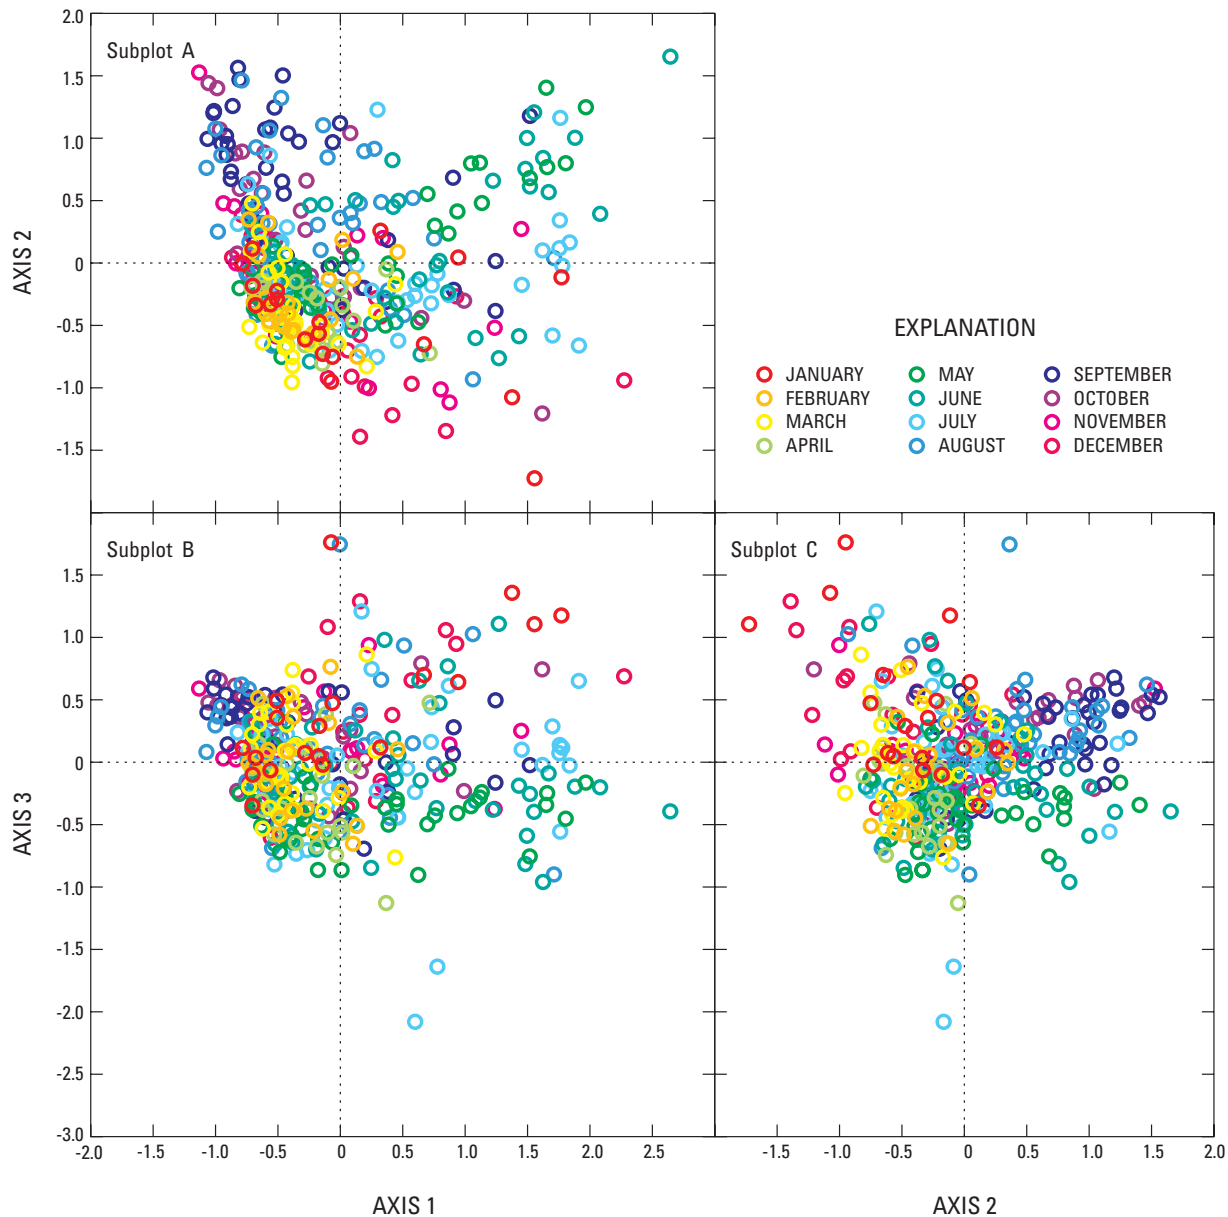 2.0
Subplot A
1.5
1.0
0.5
0
-0.5
-1.0
-1.5
AXIS 2
EXPLANATION
JANUARY
FEBRUARY
MARCH
APRIL
MAY
JUNE
JULY
AUGUST
SEPTEMBER
OCTOBER
NOVEMBER
DECEMBER
Subplot B
Subplot C
1.5
1.0
0.5
0
-0.5
-1.0
-1.5
-2.0
-2.5
-3.0
AXIS 3
-2.0 -1.5 -1.0 -0.5 0 0.5 1.0 1.5 2.0 2.5
-1.5 -1.0 -0.5 0 0.5 1.0 1.5 2.0
AXIS 1
AXIS 2